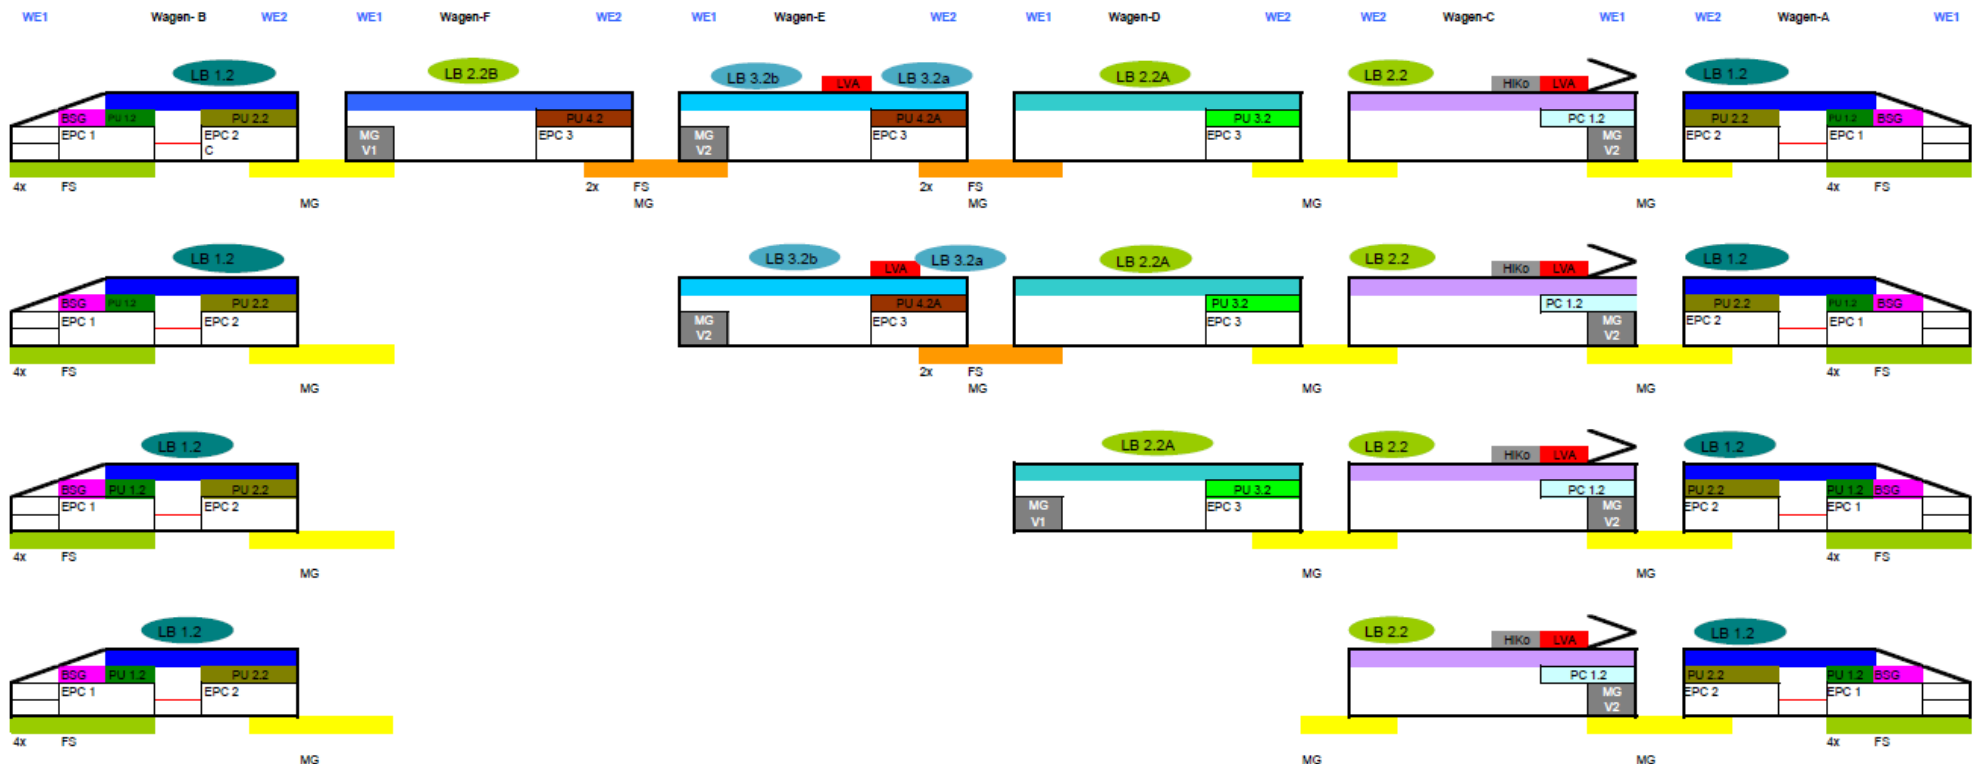 WE1 Wagen- B WE2 WE1 Wagen-F WE2 WE1 Wagen-E WE2 WE1 Wagen-D WE2 WE2 Wagen-C WE1 WE2 Wagen-A WE1
LB 1.2 LB 2.2B LB 3.2b LVA LB 3.2a LB 2.2A LB 2.2 HlKo LVA LB 1.2
BSG PU 1.2 PU 2.2 PU 4.2 PU 4.2A PU 3.2 PC 1.2 PU 2.2 PU 1.2 BSG
EPC 1 EPC 2 MG EPC 3 MG EPC 3 EPC 3 MG EPC 2 EPC 1
C V1 V2 V2
4x FS 2x FS 2x FS 4x FS
MG MG MG MG MG
LB 1.2 LB 3.2b LVA LB 3.2a LB 2.2A LB 2.2 HlKo LVA LB 1.2
BSG PU 1.2 PU 2.2 PU 4.2A PU 3.2 PC 1.2 PU 2.2 PU 1.2 BSG
EPC 1 EPC 2 MG EPC 3 EPC 3 MG EPC 2 EPC 1
V2 V2
4x FS 2x FS 4x FS
MG MG MG MG
LB 1.2 LB 2.2A LB 2.2 HlKo LVA LB 1.2
BSG PU 1.2 PU 2.2 PU 3.2 PC 1.2 PU 2.2 PU 1.2 BSG
EPC 1 EPC 2 MG EPC 3 MG EPC 2 EPC 1
V1 V2
4x FS 4x FS
MG MG MG
LB 1.2 LB 2.2 HlKo LVA LB 1.2
BSG PU 1.2 PU 2.2 PC 1.2 PU 2.2 PU 1.2 BSG
EPC 1 EPC 2 MG EPC 2 EPC 1
V2
4x FS 4x FS
MG MG MG